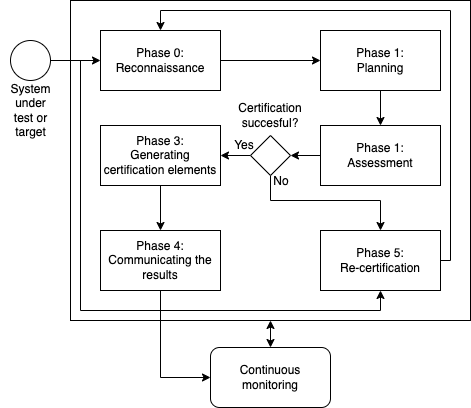 Phase 0:
Reconnaissance
Phase 1:
Planning
System
under
test or
target
Certification
succesful?
Phase 3:
Generating
certification elements
Yes
No
Phase 1:
Assessment
Phase 4:
Communicating the
results
Phase 5:
Re-certification
Continuous
monitoring